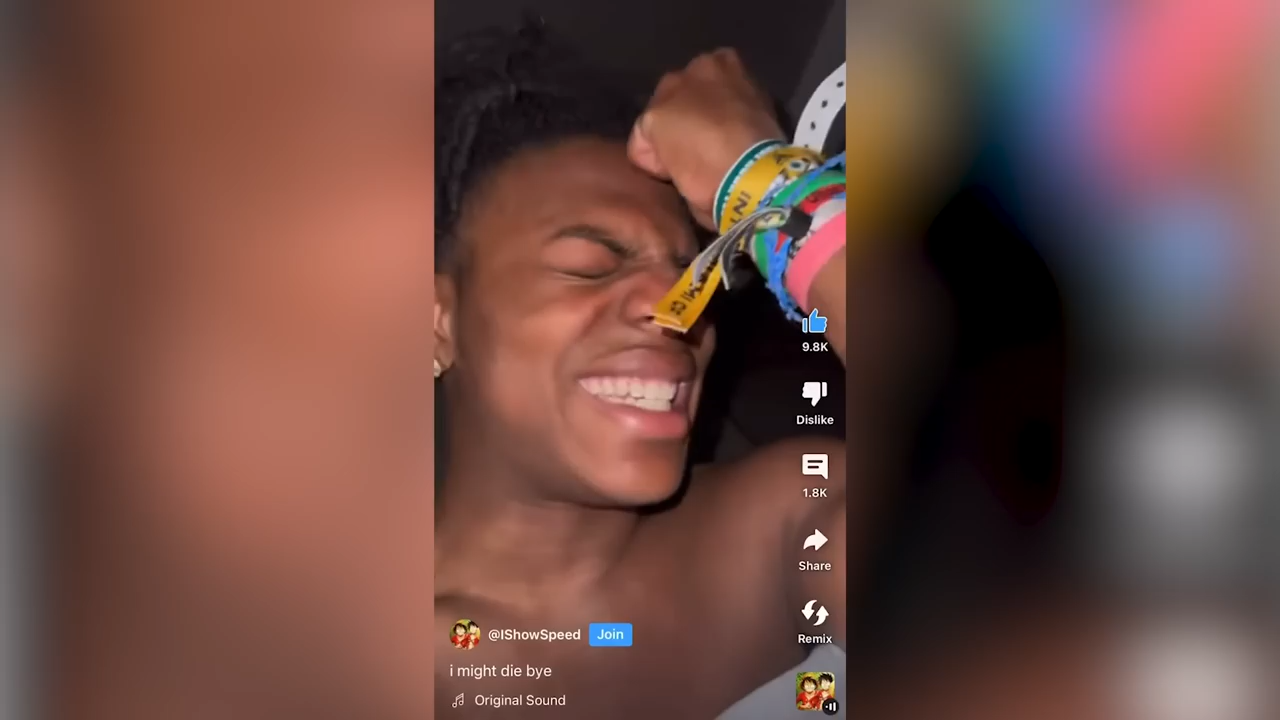 9.8K
Dislike
1.8K
Share
Remix
@IShowSpeed Join
i might die bye
Original Sound